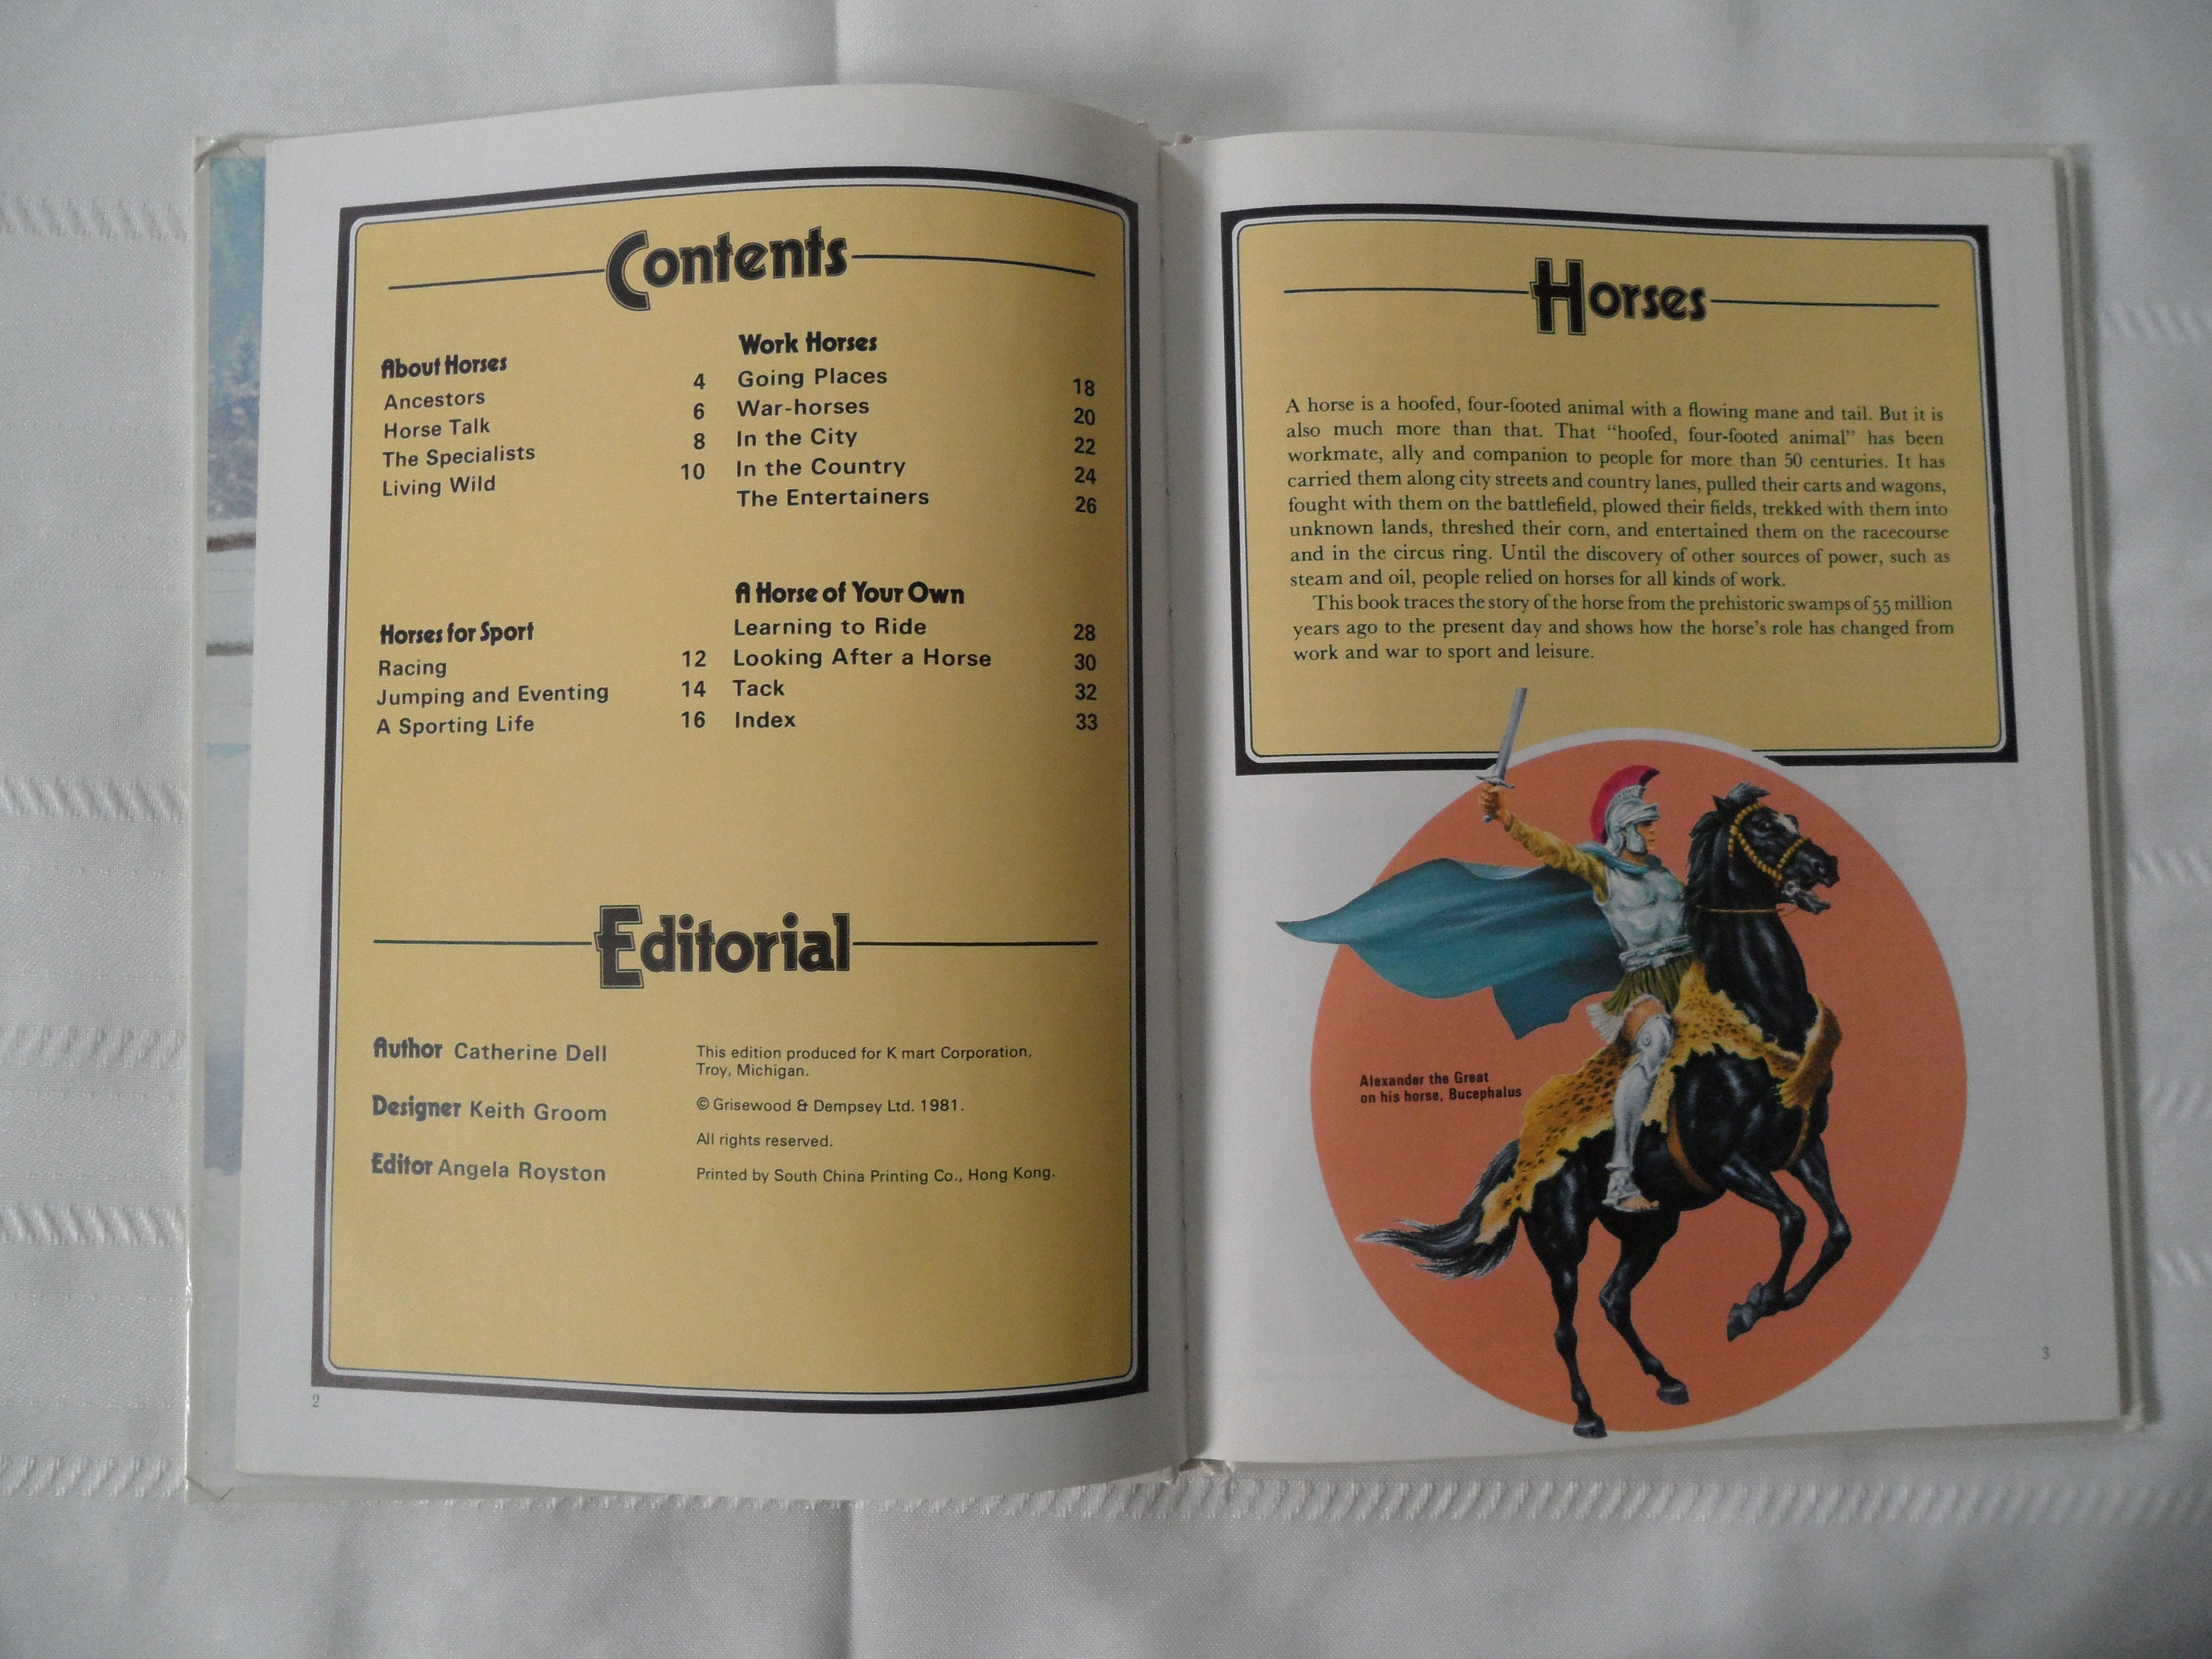 Contents
About Horses
Ancestors 4
Horse Talk 6
The Specialists 8
Living Wild 10
Horses for Sport
Racing 12
Jumping and Eventing 14
A Sporting Life 16
Work Horses
Going Places 18
War-horses 20
In the City 22
In the Country 24
The Entertainers 26
A Horse of Your Own
Learning to Ride 28
Looking After a Horse 30
Tack 32
Index 33
Editorial
Author Catherine Dell
Designer Keith Groom
Editor Angela Royston
This edition produced for K mart Corporation,
Troy, Michigan.
© Grisewood & Dempsey Ltd. 1981.
All rights reserved.
Printed by South China Printing Co., Hong Kong.
2
Horses
A horse is a hoofed, four-footed animal with a flowing mane and tail. But it is
also much more than that. That “hoofed, four-footed animal” has been
workmate, ally and companion to people for more than 50 centuries. It has
carried them along city streets and country lanes, pulled their carts and wagons,
fought with them on the battlefield, plowed their fields, trekked with them into
unknown lands, threshed their corn, and entertained them on the racecourse
and in the circus ring. Until the discovery of other sources of power, such as
steam and oil, people relied on horses for all kinds of work.
This book traces the story of the horse from the prehistoric swamps of 55 million
years ago to the present day and shows how the horse’s role has changed from
work and war to sport and leisure.
Alexander the Great
on his horse, Bucephalus
3